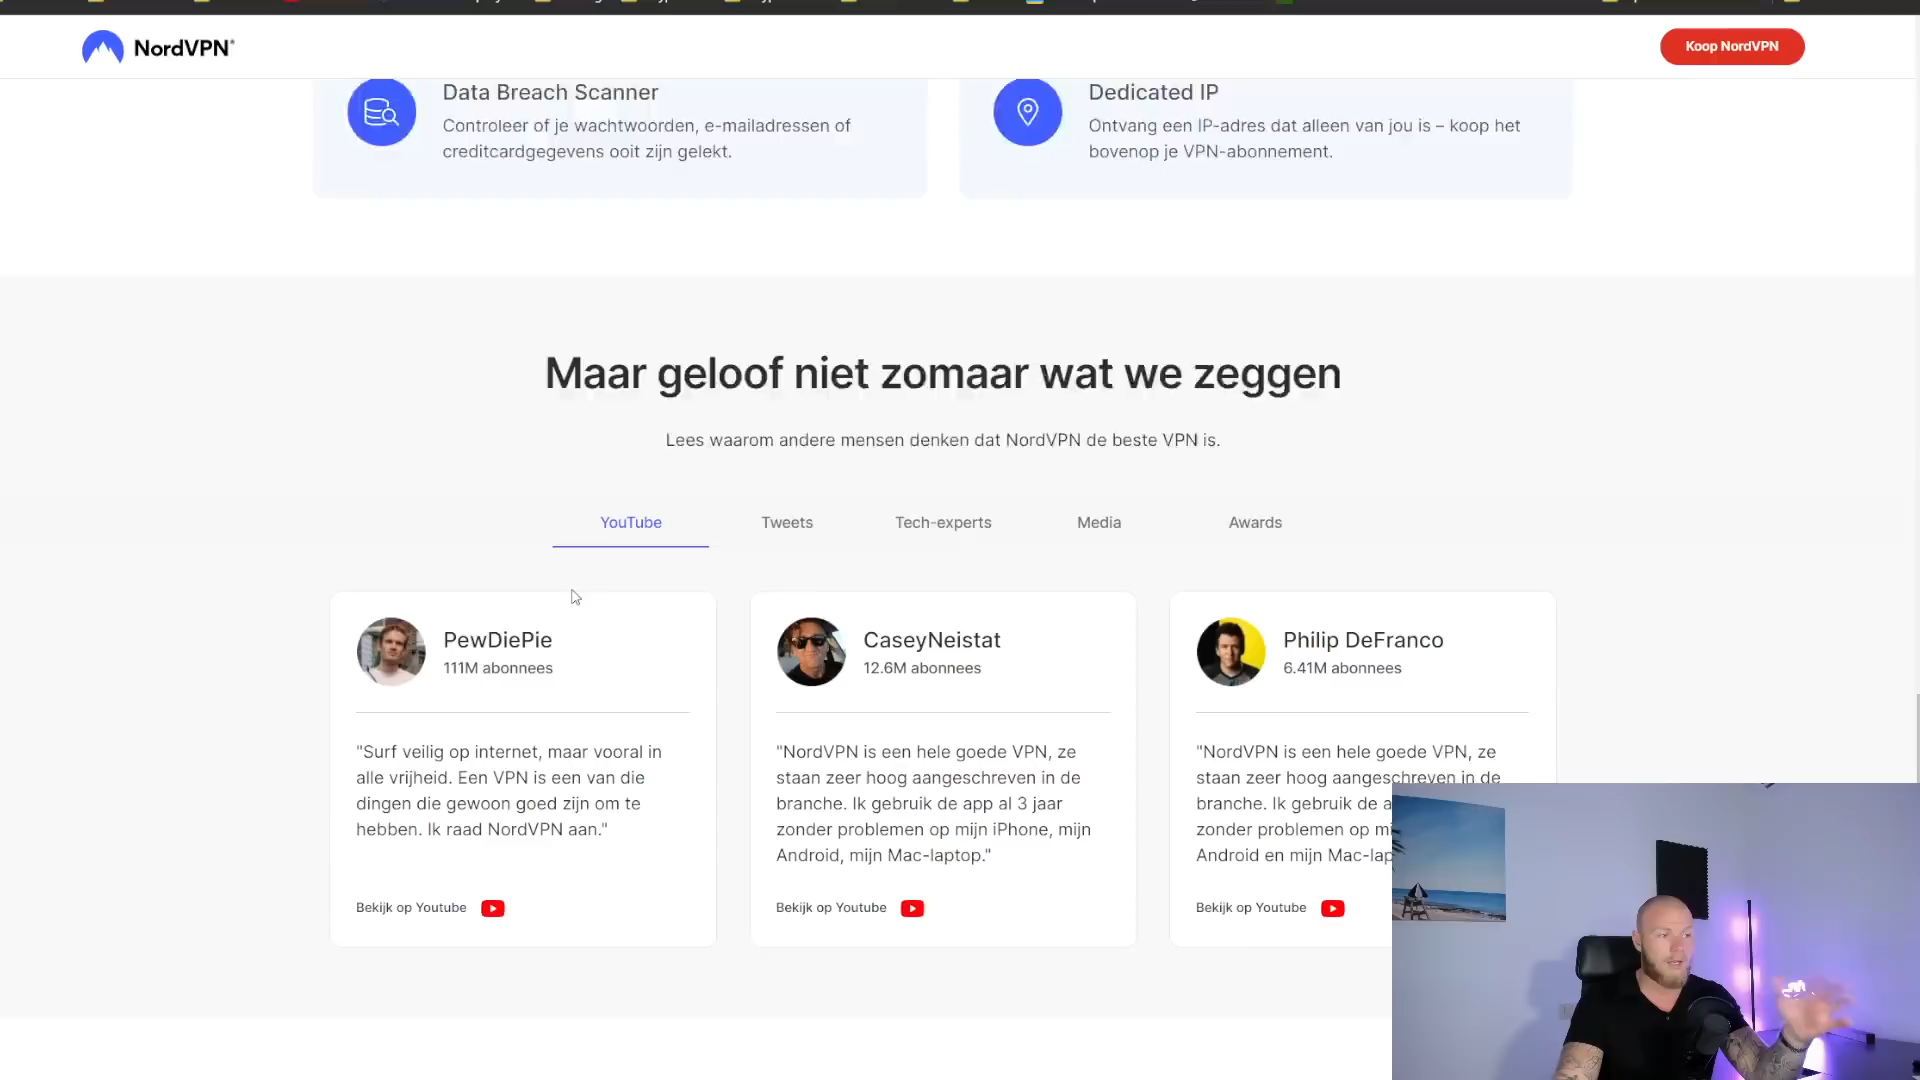 NordVPN®
Koop NordVPN
Data Breach Scanner
Controleer of je wachtwoorden, e-mailadressen of
creditcardgegevens ooit zijn gelekt.
Dedicated IP
Ontvang een IP-adres dat alleen van jou is – koop het
bovenop je VPN-abonnement.
Maar geloof niet zomaar wat we zeggen
Lees waarom andere mensen denken dat NordVPN de beste VPN is.
YouTube
Tweets
Tech-experts
Media
Awards
PewDiePie
111M abonnees
"Surf veilig op internet, maar vooral in
alle vrijheid. Een VPN is een van die
dingen die gewoon goed zijn om te
hebben. Ik raad NordVPN aan."
Bekijk op Youtube
CaseyNeistat
12.6M abonnees
"NordVPN is een hele goede VPN, ze
staan zeer hoog aangeschreven in de
branche. Ik gebruik de app al 3 jaar
zonder problemen op mijn iPhone, mijn
Android, mijn Mac-laptop."
Bekijk op Youtube
Philip DeFranco
6.41M abonnees
"NordVPN is een hele goede VPN, ze
staan zeer hoog aangeschreven in de
branche. Ik gebruik de
zonder problemen op
Android en mijn
Bekijk op Youtube